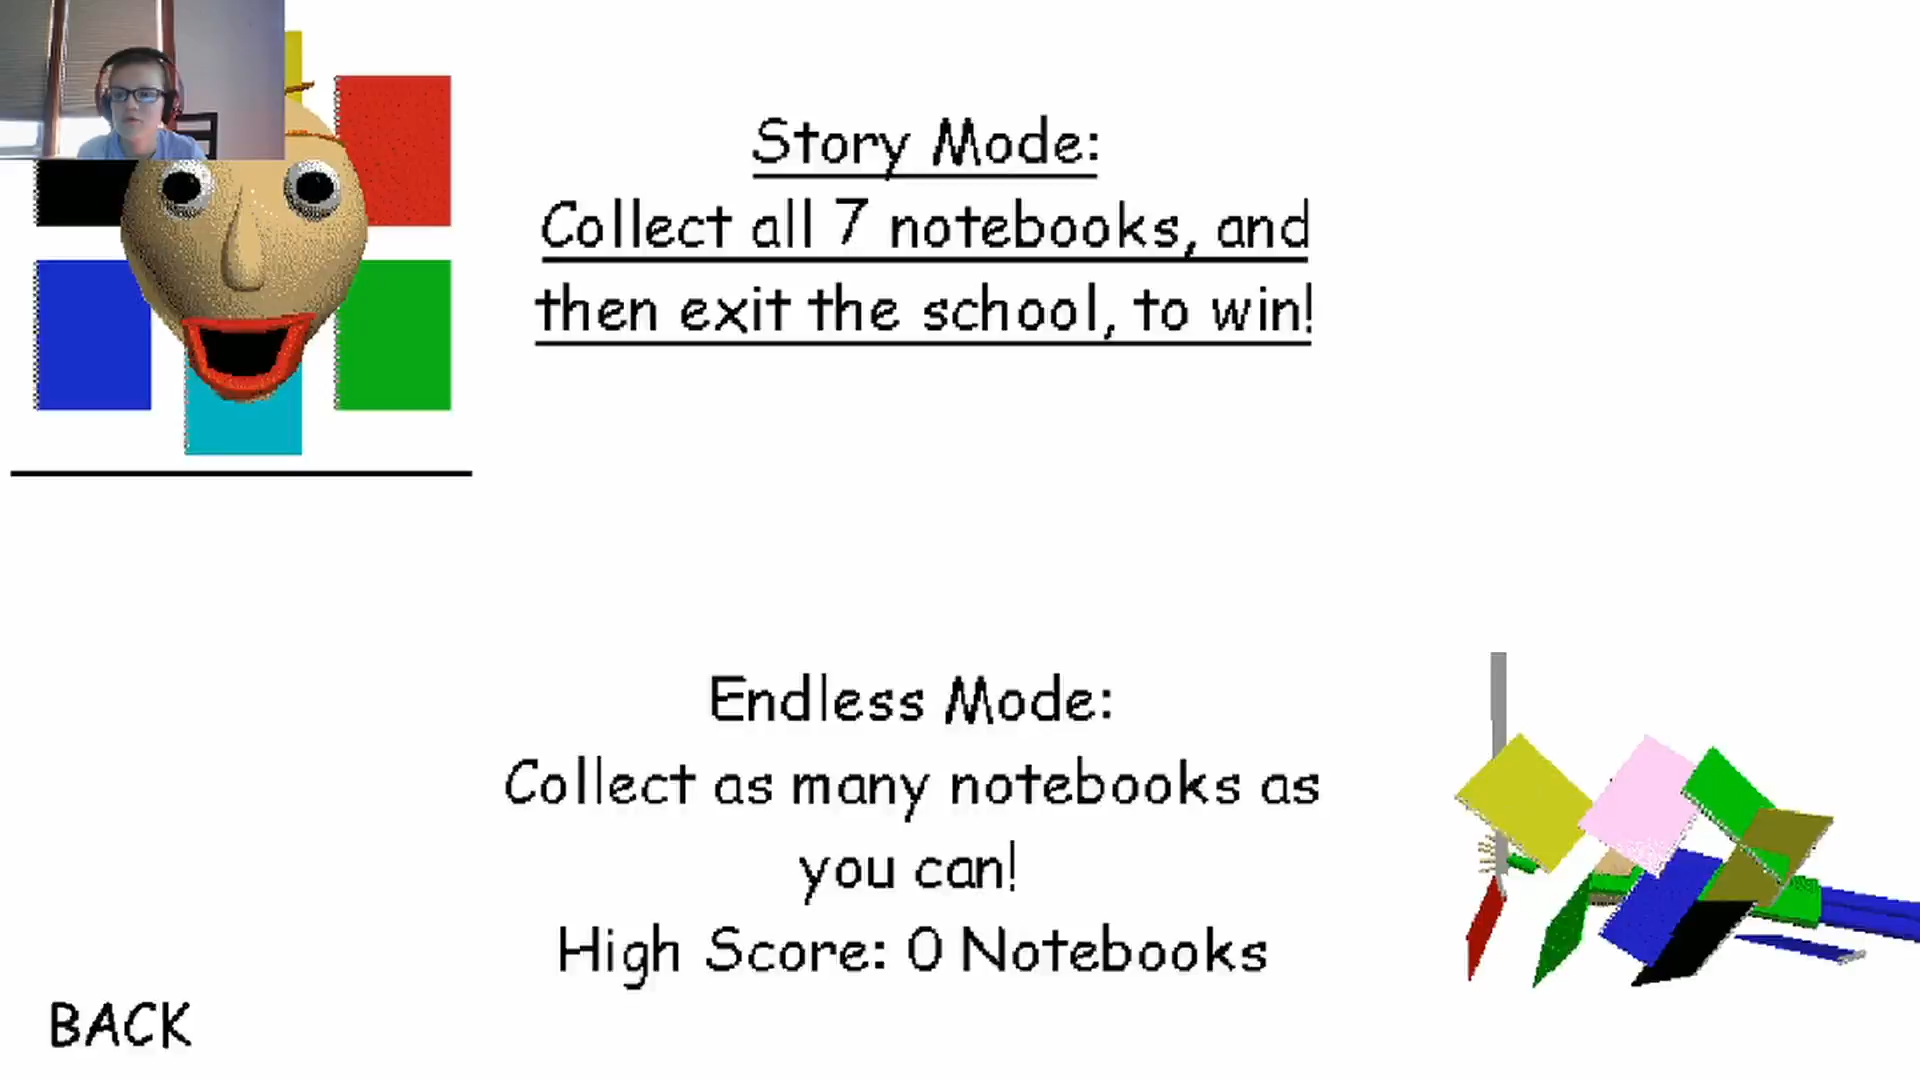 Story Mode:
Collect all 7 notebooks, and
then exit the school, to win!
Endless Mode:
Collect as many notebooks as
you can!
High Score: 0 Notebooks
BACK